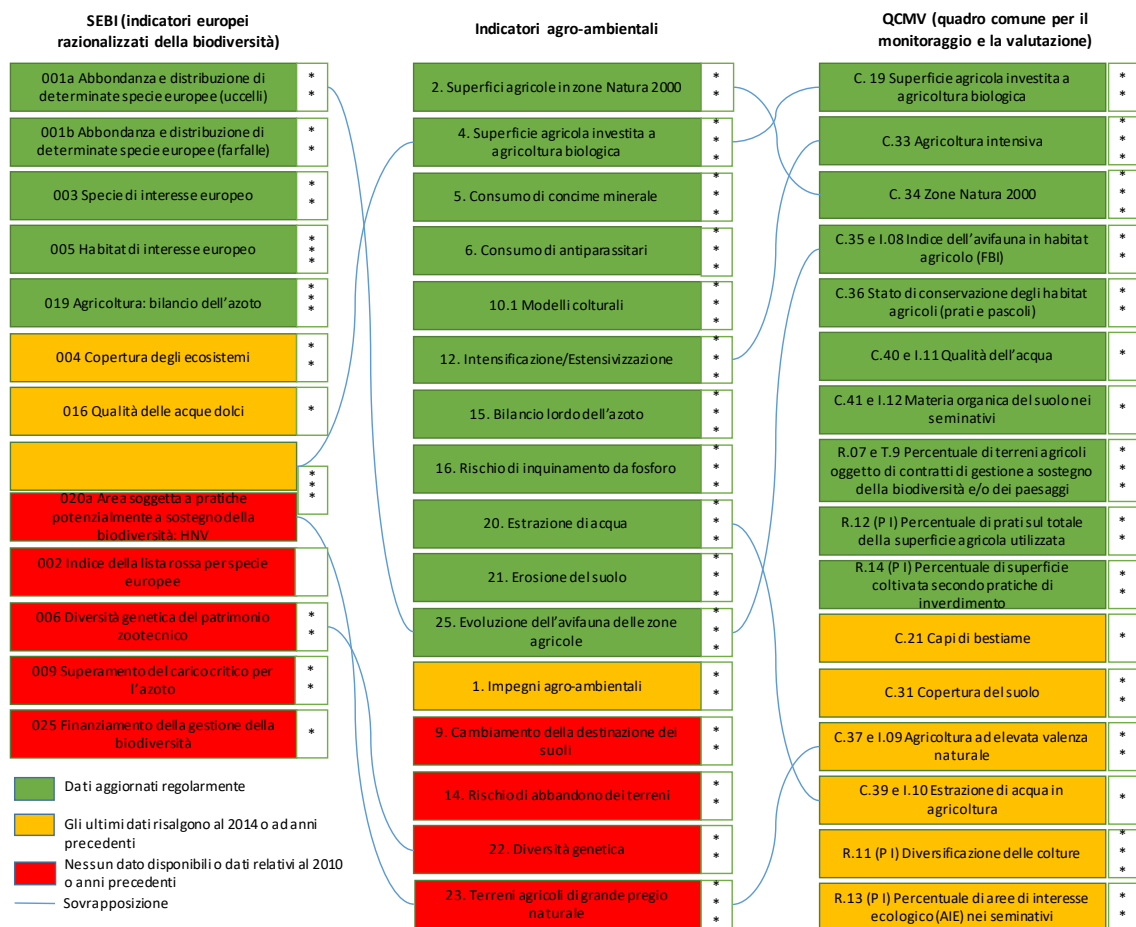 SEBI (indicatori europei
razionalizzati della biodiversità)
001a Abbondanza e distribuzione di
determinate specie europee (uccelli)
*
*
001b Abbondanza e distribuzione di
determinate specie europee (farfalle)
*
*
003 Specie di interesse europeo
*
*
005 Habitat di interesse europeo
*
*
*
019 Agricoltura: bilancio dell'azoto
*
*
*
004 Copertura degli ecosistemi
*
*
016 Qualità delle acque dolci
*
*
*
*
020a Area soggetta a pratiche
potenzialmente a sostegno della
biodiversità: HNV
002 Indice della lista rossa per specie
europee
006 Diversità genetica del patrimonio
zootecnico
*
*
009 Superamento del carico critico per
l'azoto
*
*
025 Finanziamento della gestione della
biodiversità
*
Dati aggiornati regolarmente
Gli ultimi dati risalgono al 2014 o ad anni
precedenti
Nessun dato disponibili o dati relativi al 2010
o anni precedenti
Sovrapposizione
Indicatori agro-ambientali
2. Superfici agricole in zone Natura 2000
*
*
4. Superficie agricola investita a
agricoltura biologica
*
*
*
5. Consumo di concime minerale
*
*
*
6. Consumo di antiparassitari
*
*
*
10.1 Modelli colturali
*
*
*
12. Intensificazione/Estensivizzazione
*
*
*
15. Bilancio lordo dell'azoto
*
*
*
16. Rischio di inquinamento da fosforo
*
*
*
20. Estrazione di acqua
*
*
*
21. Erosione del suolo
*
*
*
25. Evoluzione dell'avifauna delle zone
agricole
*
*
*
1. Impegni agro-ambientali
*
*
9. Cambiamento della destinazione dei
suoli
*
*
14. Rischio di abbandono dei terreni
*
*
22. Diversità genetica
*
*
*
23. Terreni agricoli di grande pregio
naturale
*
*
*
QCMV (quadro comune per il
monitoraggio e la valutazione)
C. 19 Superficie agricola investita a
agricoltura biologica
*
*
*
C.33 Agricoltura intensiva
*
*
*
C. 34 Zone Natura 2000
*
*
*
C.35 e I.08 Indice dell'avifauna in habitat
agricolo (FBI)
*
*
C.36 Stato di conservazione degli habitat
agricoli (prati e pascoli)
*
*
C.40 e I.11 Qualità dell'acqua
*
C.41 e I.12 Materia organica del suolo nei
seminativi
*
*
R.07 e T.9 Percentuale di terreni agricoli
oggetto di contratti di gestione a sostegno
della biodiversità e/o dei paesaggi
*
*
*
R.12 (P I) Percentuale di prati sul totale
della superficie agricola utilizzata
*
*
R.14 (P I) Percentuale di superficie
coltivata secondo pratiche di
inverdimento
*
*
C.21 Capi di bestiame
*
C.31 Copertura del suolo
*
*
C.37 e I.09 Agricoltura ad elevata valenza
naturale
*
*
*
C.39 e I.10 Estrazione di acqua in
agricoltura
*
R.11 (P I) Diversificazione delle colture
*
*
*
R.13 (P I) Percentuale di aree di interesse
ecologico (AIE) nei seminativi
*
*
*